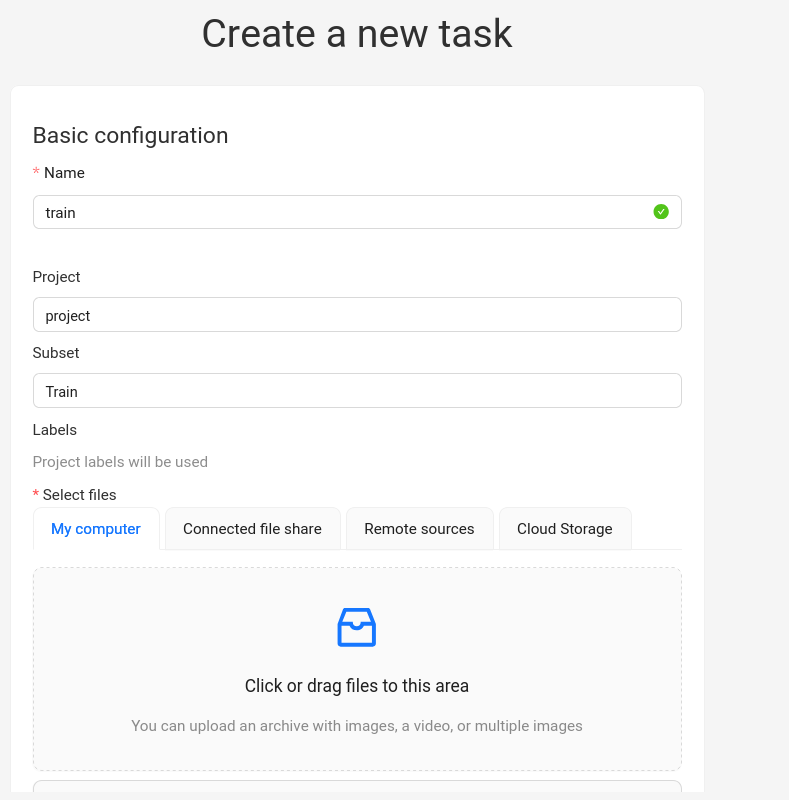 Create a new task
Basic configuration
* Name
train
Project
project
Subset
Train
Labels
Project labels will be used
* Select files
My computer Connected file share Remote sources Cloud Storage
Click or drag files to this area
You can upload an archive with images, a video, or multiple images